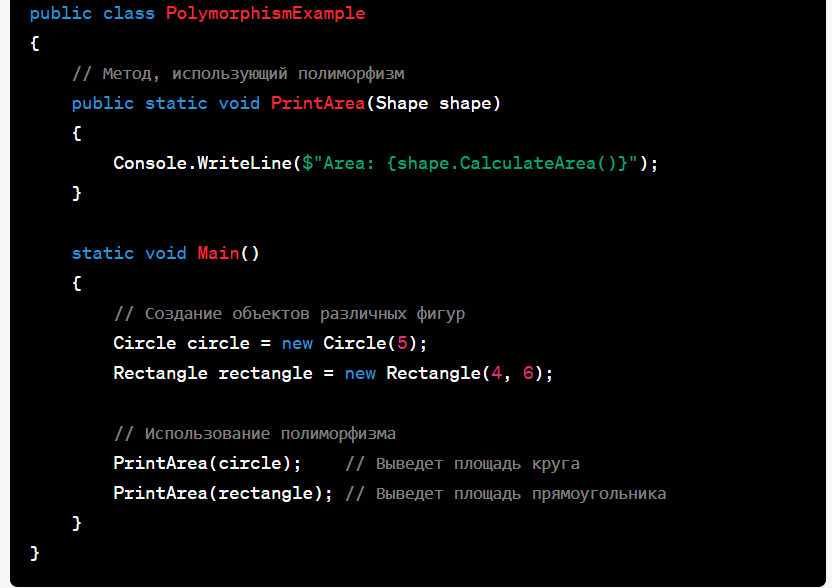 public class PolymorphismExample
{
    // Метод, использующий полиморфизм
    public static void PrintArea(Shape shape)
    {
        Console.WriteLine($"Area: {shape.CalculateArea()}");
    }

    static void Main()
    {
        // Создание объектов различных фигур
        Circle circle = new Circle(5);
        Rectangle rectangle = new Rectangle(4, 6);

        // Использование полиморфизма
        PrintArea(circle);    // Выведет площадь круга
        PrintArea(rectangle); // Выведет площадь прямоугольника
    }
}